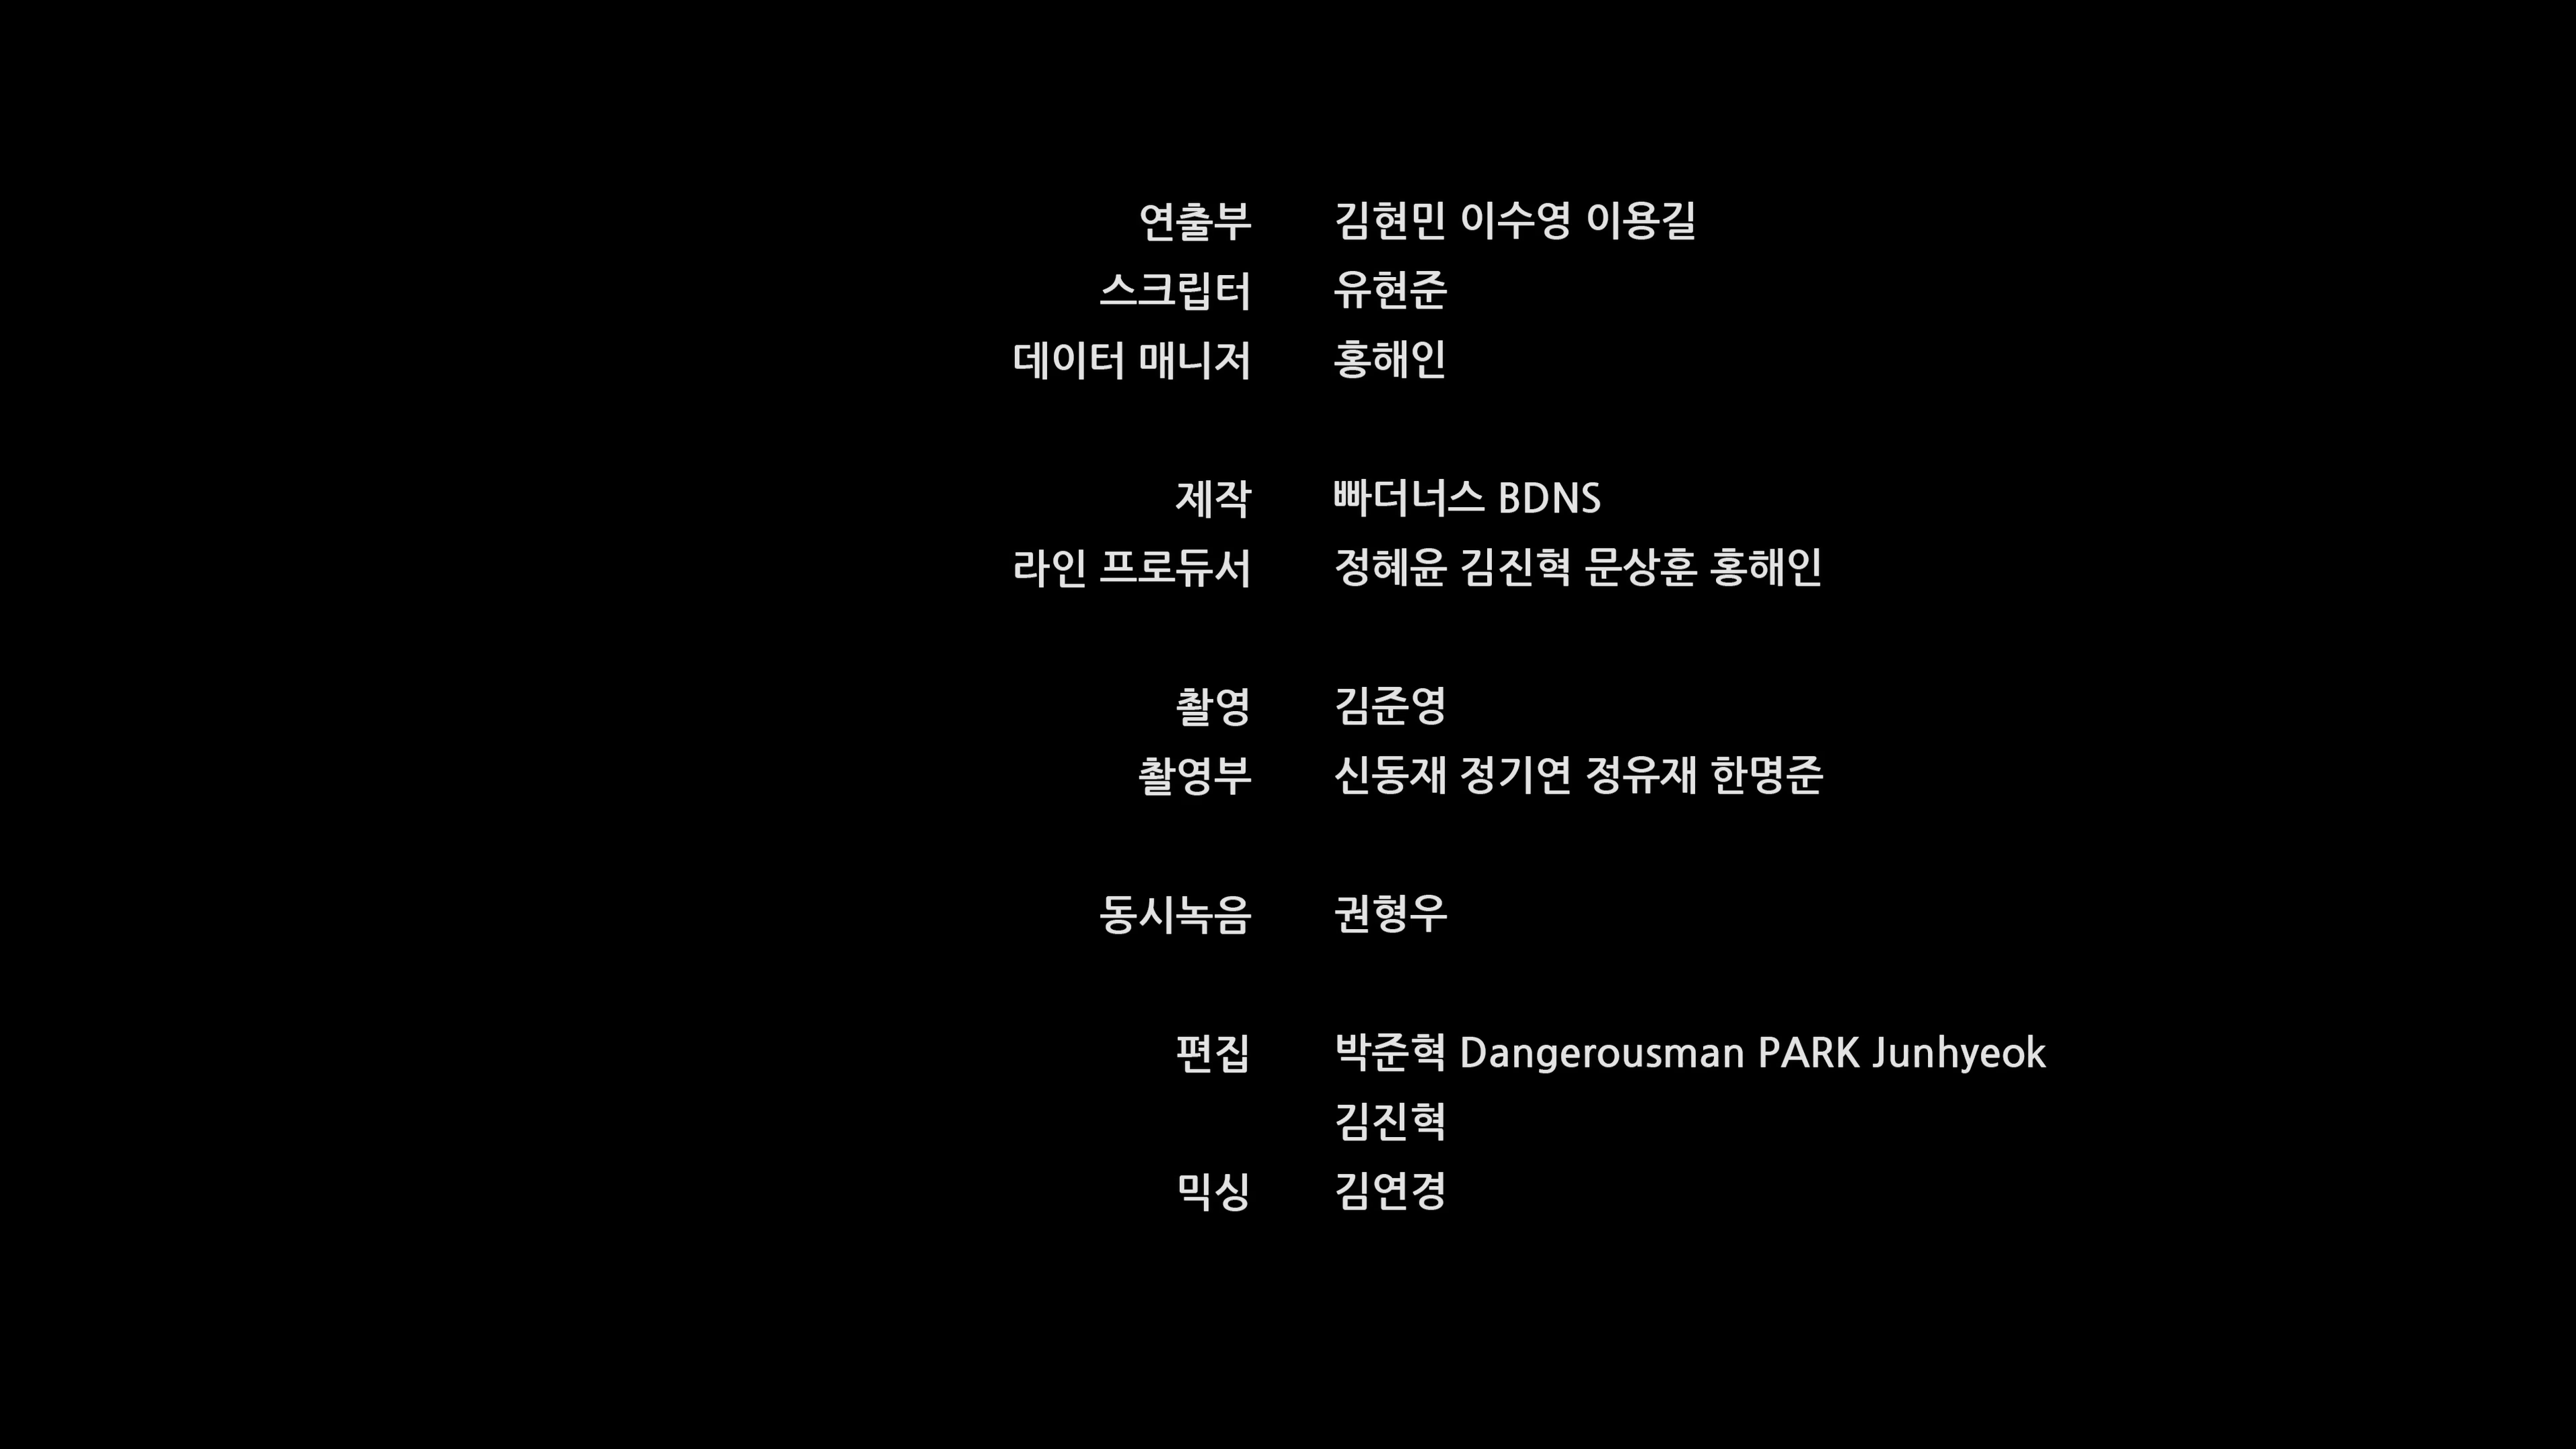 연출부 김현민 이수영 이용길
스크립터 유현준
데이터 매니저 홍해인
제작 빠더너스 BDNS
라인 프로듀서 정혜윤 김진혁 문상훈 홍해인
촬영 김준영
촬영부 신동재 정기연 정유재 한명준
동시녹음 권형우
편집 박준혁 Dangerousman PARK Junhyeok
김진혁
믹싱 김연경